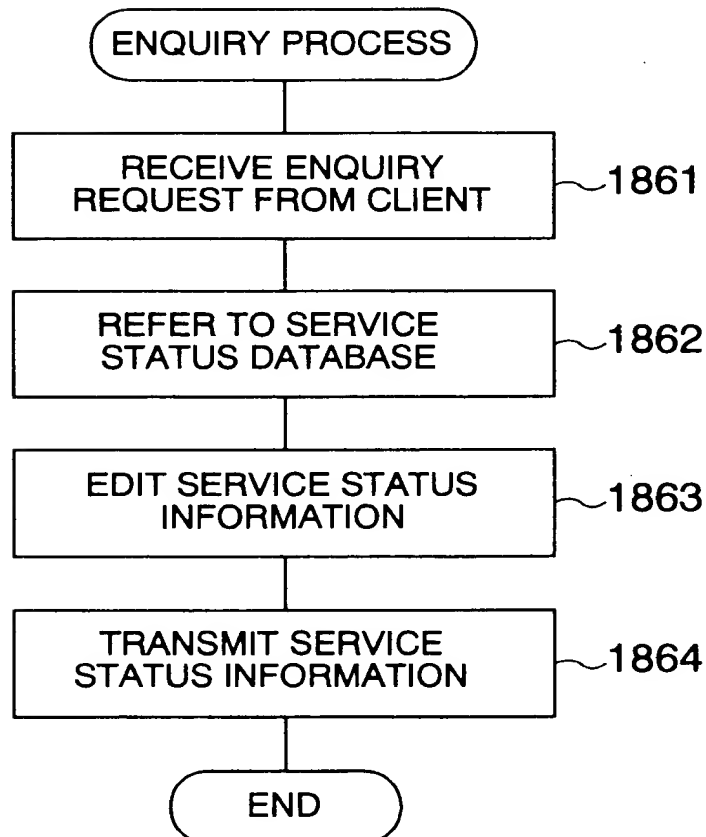 ENQUIRY PROCESS
RECEIVE ENQUIRY
REQUEST FROM CLIENT
1861
REFER TO SERVICE
STATUS DATABASE
1862
EDIT SERVICE STATUS
INFORMATION
1863
TRANSMIT SERVICE
STATUS INFORMATION
1864
END